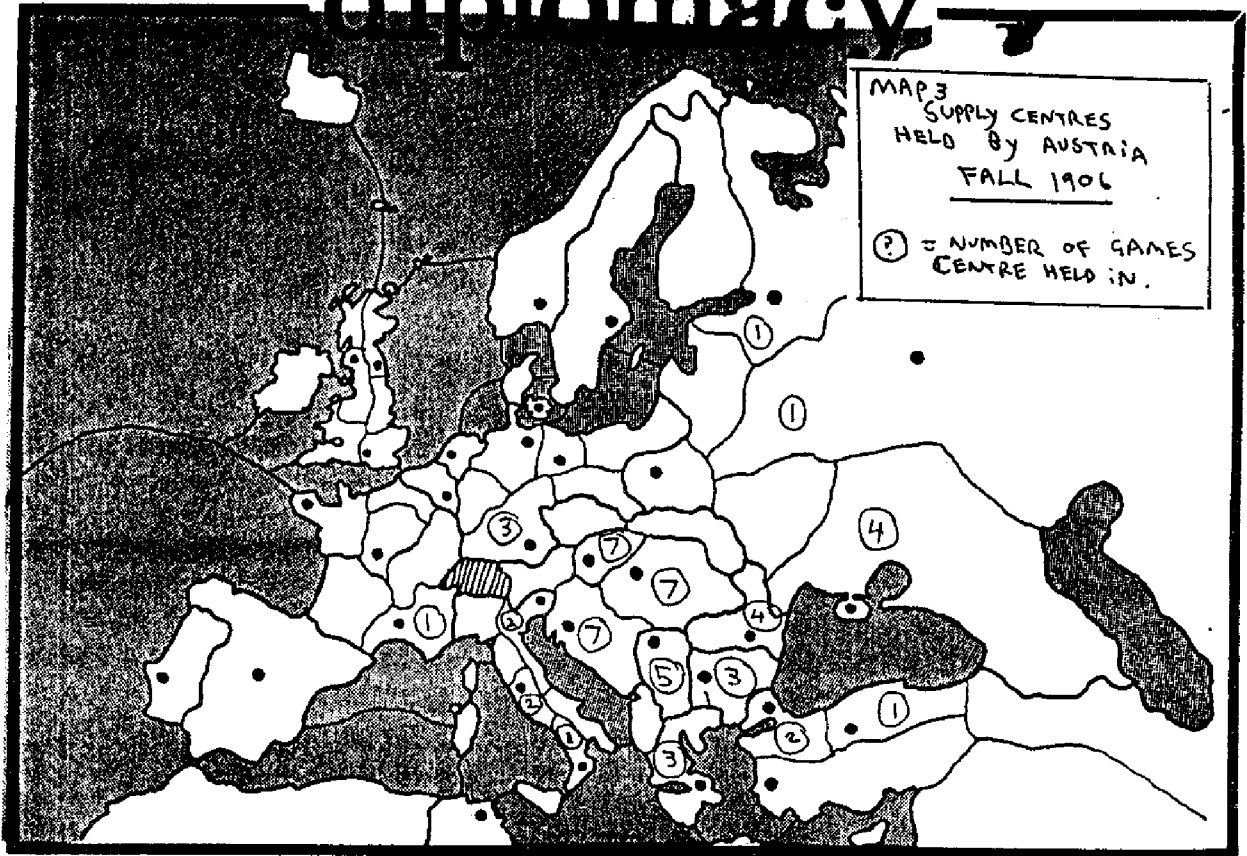 diplomacy
MAP 3
SUPPLY CENTRES
HELD BY AUSTRIA
FALL 1906
? = NUMBER OF GAMES
CENTRE HELD IN.
1
1
3
7
4
7
1
2
7
4
5
3
2
1
2
3